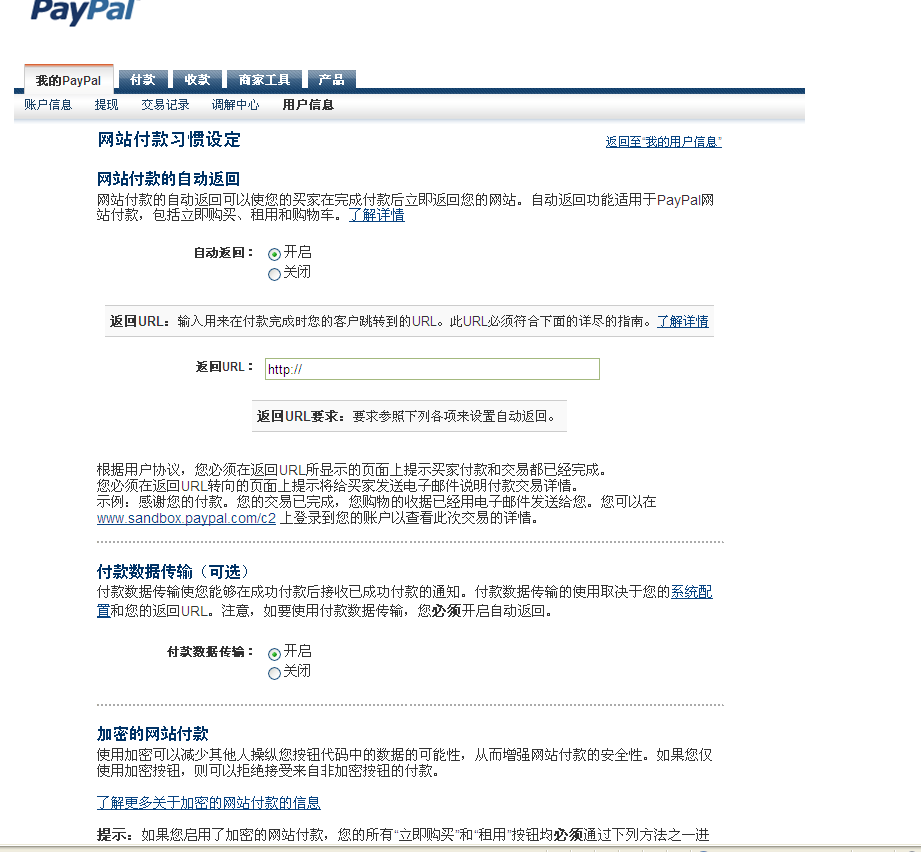 PayPal
我的PayPal 付款 收款 商家工具 产品
账户信息 提现 交易记录 调解中心 用户信息
网站付款习惯设定 返回至“我的用户信息”
网站付款的自动返回
网站付款的自动返回可以使您的买家在完成付款后立即返回您的网站。自动返回功能适用于PayPal网
站付款，包括立即购买、租用和购物车。了解详情
自动返回： 开启
关闭
返回URL：输入用来在付款完成时您的客户跳转到的URL。此URL必须符合下面的详尽的指南。了解详情
返回URL： http://
返回URL要求：要求参照下列各项来设置自动返回。
根据用户协议，您必须在返回URL所显示的页面上提示买家付款和交易都已经完成。
您必须在返回URL转向的页面上提示将给买家发送电子邮件说明付款交易详情。
示例：感谢您的付款。您的交易已完成，您购物的收据已经用电子邮件发送给您。您可以在
www.sandbox.paypal.com/c2 上登录到您的账户以查看此次交易的详情。
付款数据传输（可选）
付款数据传输使您能够在成功付款后接收已成功付款的通知。付款数据传输的使用取决于您的系统配
置和您的返回URL。注意，如要使用付款数据传输，您必须开启自动返回。
付款数据传输： 开启
关闭
加密的网站付款
使用加密可以减少其他人操纵您按钮代码中的数据的可能性，从而增强网站付款的安全性。如果您仅
使用加密按钮，则可以拒绝接受来自非加密按钮的付款。
了解更多关于加密的网站付款的信息
提示：如果您启用了加密的网站付款，您的所有“立即购买”和“租用”按钮均必须通过下列方法之一进